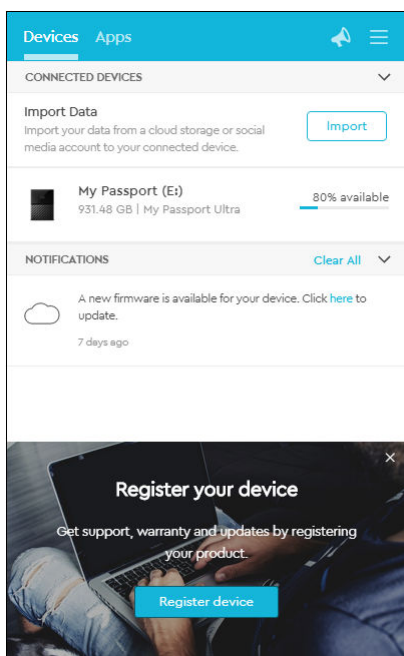 Devices Apps
CONNECTED DEVICES
Import Data
Import your data from a cloud storage or social
media account to your connected device.
Import
My Passport (E:)
931.48 GB | My Passport Ultra
80% available
NOTIFICATIONS
Clear All
A new firmware is available for your device. Click here to
update.
7 days ago
Register your device
Get support, warranty and updates by registering
your product.
Register device